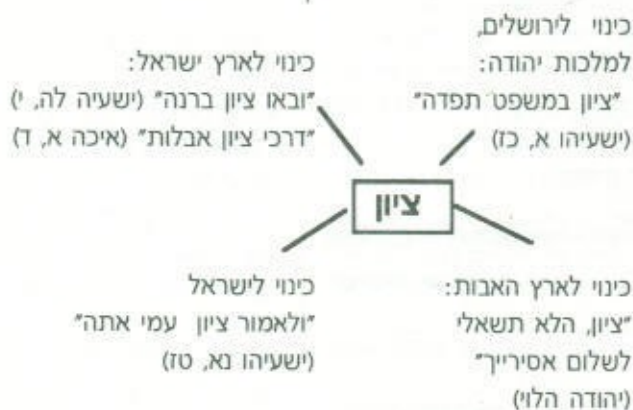 כינוי לירושלים,
למלכות יהודה:
"ציון במשפט תפדה"
(ישעיהו א, כז)
כינוי לארץ ישראל:
"ובאו ציון ברנה" (ישעיה לה, י)
"דרכי ציון אבלות" (איכה א, ד)
ציון
כינוי לארץ האבות:
"ציון, הלא תשאלי
לשלום אסירייך"
(יהודה הלוי)
כינוי לישראל
"ולאמור ציון עמי אתה"
(ישעיהו נא, טז)